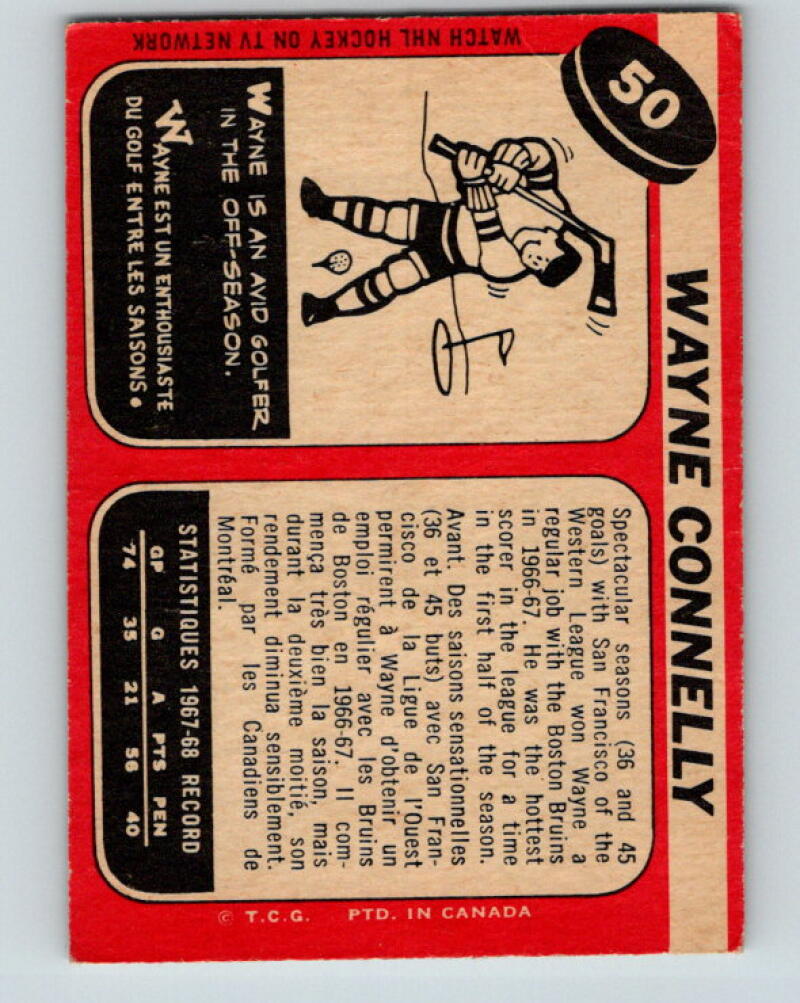 50
WAYNE CONNELLY
WATCH NHL HOCKEY ON TV NETWORK
WAYNE IS AN AVID GOLFER
IN THE OFF-SEASON.
WAYNE EST UN ENTHOUSIASTE
DU GOLF ENTRE LES SAISONS.
Spectacular seasons (36 and 45
goals) with San Francisco of the
Western League won Wayne a
regular job with the Boston Bruins
in 1966-67. He was the hottest
scorer in the league for a time
in the first half of the season.
Avant. Des saisons sensationnelles
(36 et 45 buts) avec San Fran-
cisco de la Ligue de l'Ouest
permirent à Wayne d'obtenir un
emploi régulier avec les Bruins
de Boston en 1966-67. Il com-
mença très bien la saison, mais
durant la deuxième moitié, son
rendement diminua sensiblement.
Formé par les Canadiens de
Montréal.
STATISTIQUES 1967-68 RECORD
GP G A PTS PEN
74 35 21 56 40
© T.C.G. PTD. IN CANADA